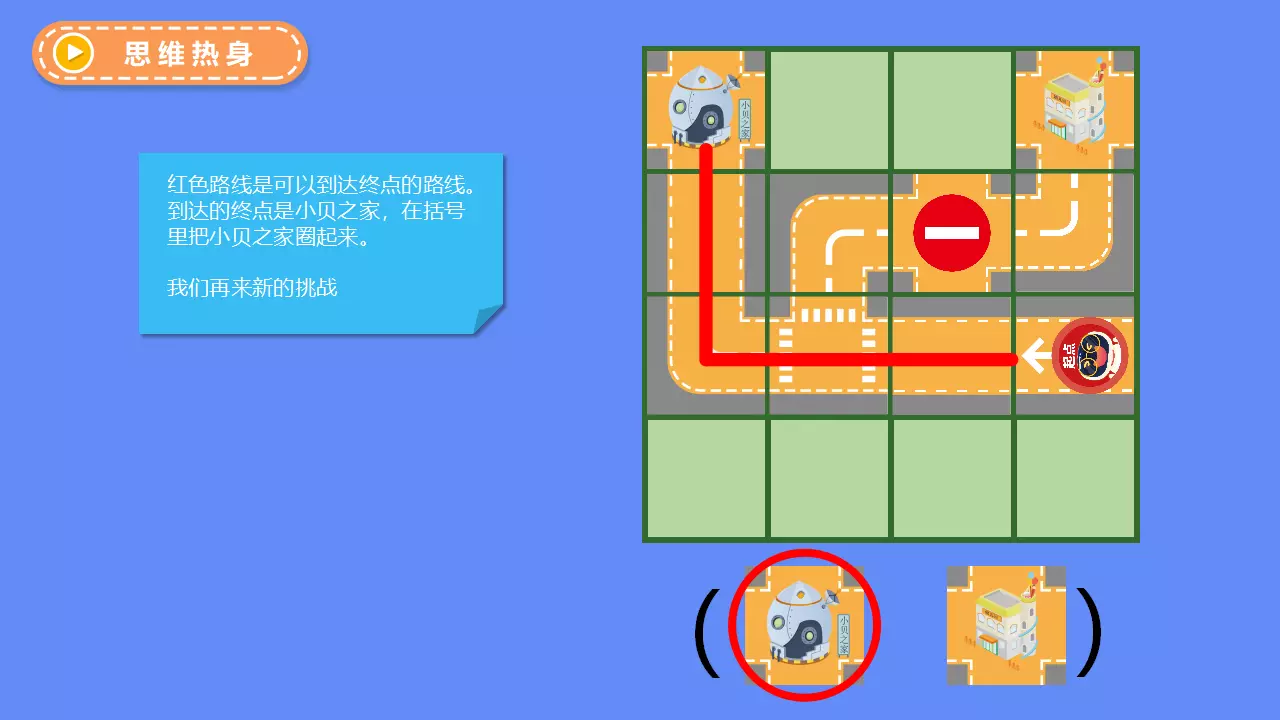 思维热身
红色路线是可以到达终点的路线。
到达的终点是小贝之家，在括号
里把小贝之家圈起来。
我们再来新的挑战
小贝之家
起点
(
)
小贝之家